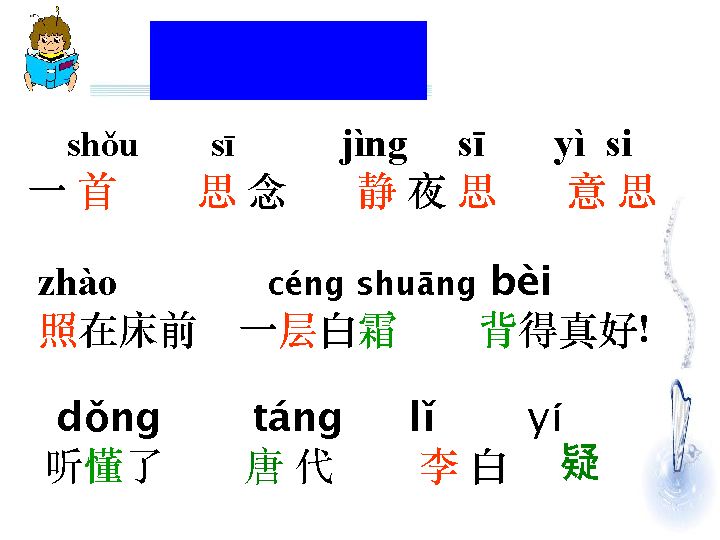 shǒu sī jìng sī yì si
一首 思念 静夜思 意思
zhào céng shuāng bèi
照在床前 一层白霜 背得真好!
dǒng táng lǐ yí
听懂了 唐代 李白 疑